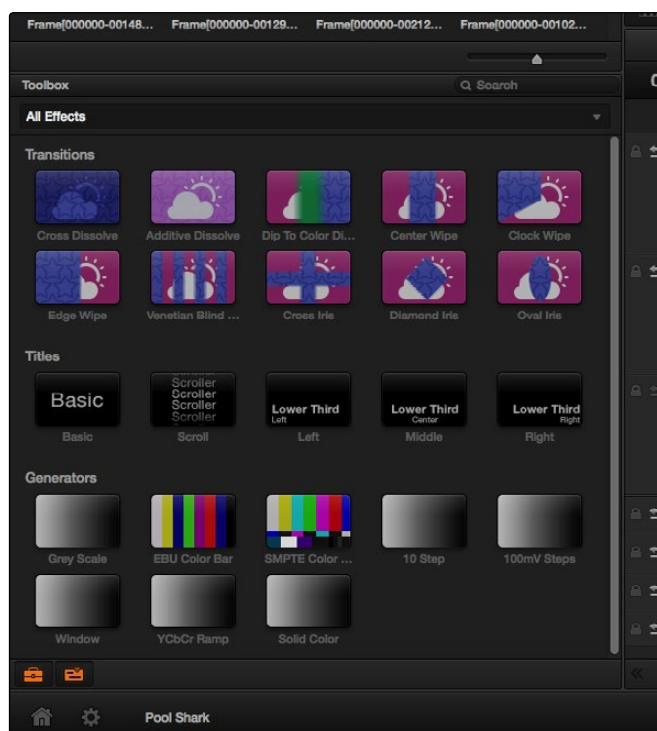 Frame[000000-00148... Frame[000000-00129... Frame[000000-00212... Frame[000000-00102...
Toolbox Search
All Effects
Transitions
Cross Dissolve Additive Dissolve Dip To Color Di... Center Wipe Clock Wipe
Edge Wipe Venetian Blind ... Cross Iris Diamond Iris Oval Iris
Titles
Basic
Scroller
Scroller
Scroller
Scroller
Lower Third
Left
Lower Third
Center
Lower Third
Right
Basic Scroll Left Middle Right
Generators
Grey Scale EBU Color Bar SMPTE Color ... 10 Step 100mV Steps
Window YCbCr Ramp Solid Color
Pool Shark